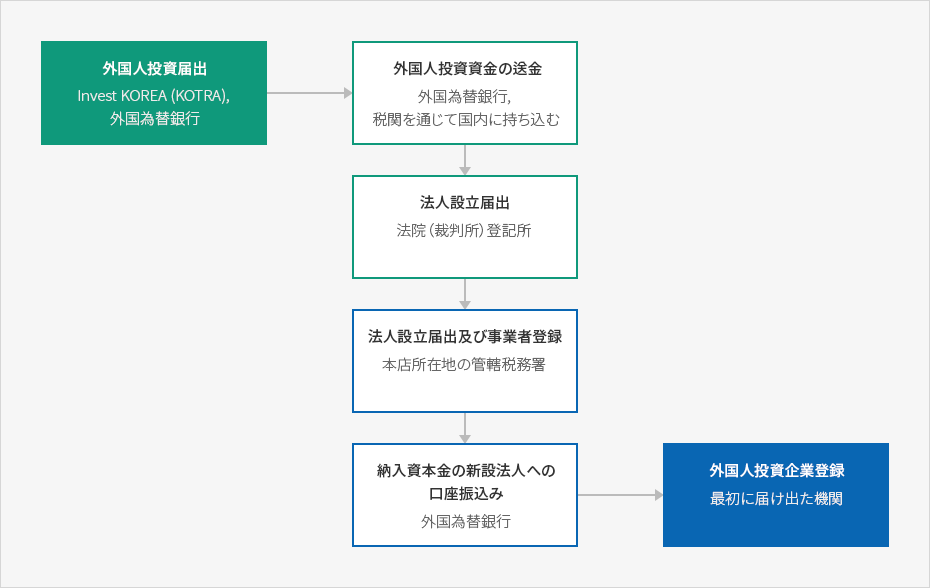 外国人投資届出
Invest KOREA (KOTRA),
外国為替銀行
外国人投資資金の送金
外国為替銀行,
税関を通じて国内に持ち込む
法人設立届出
法院（裁判所）登記所
法人設立届出及び事業者登録
本店所在地の管轄税務署
納入資本金の新設法人への
口座振込み
外国為替銀行
外国人投資企業登録
最初に届け出た機関